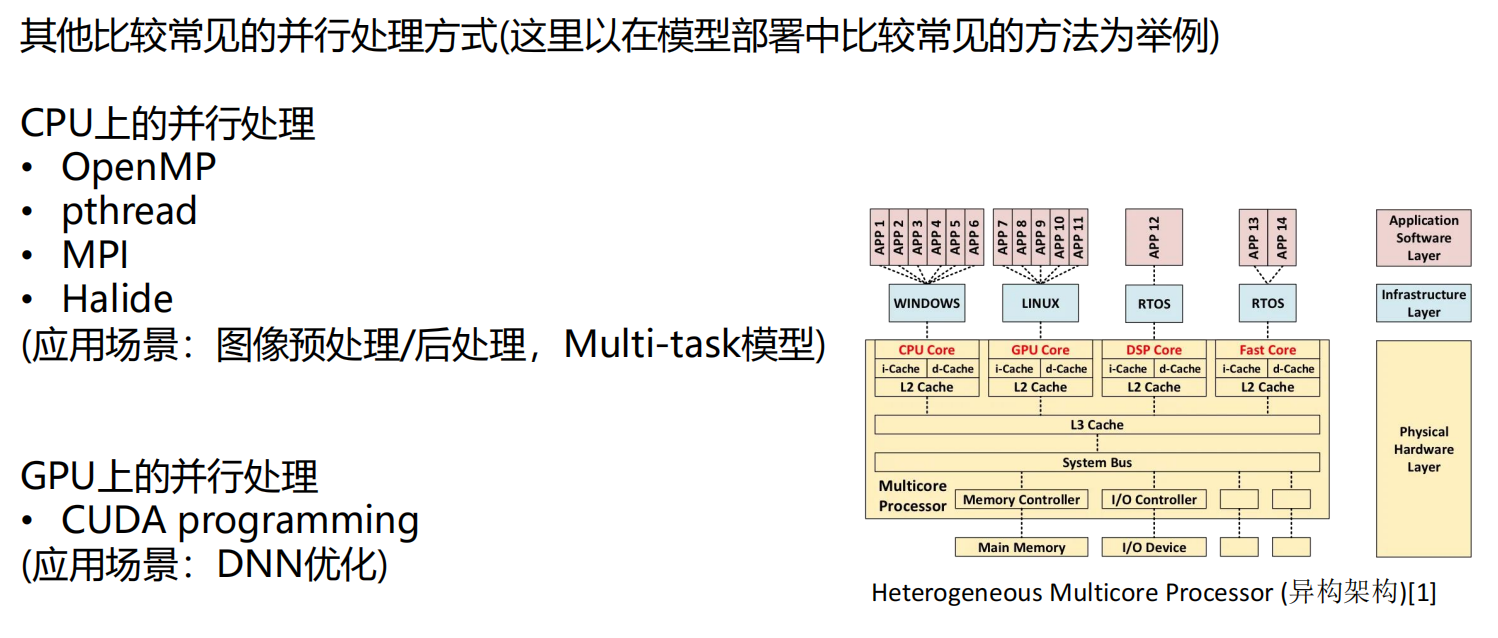 其他比较常见的并行处理方式(这里以在模型部署中比较常见的方法为举例)
CPU上的并行处理
• OpenMP
• pthread
• MPI
• Halide
(应用场景：图像预处理/后处理，Multi-task模型)
GPU上的并行处理
• CUDA programming
(应用场景：DNN优化)
APP 1 APP 2 APP 3 APP 4 APP 5 APP 6 APP 7 APP 8 APP 9 APP 10 APP 11 APP 12 APP 13 APP 14
Application
Software
Layer
WINDOWS LINUX RTOS RTOS
Infrastructure
Layer
CPU Core GPU Core DSP Core Fast Core
i-Cache d-Cache i-Cache d-Cache i-Cache d-Cache i-Cache d-Cache
L2 Cache L2 Cache L2 Cache L2 Cache
L3 Cache
System Bus
Multicore
Processor
Memory Controller I/O Controller
Main Memory I/O Device
Physical
Hardware
Layer
Heterogeneous Multicore Processor (异构架构)[1]